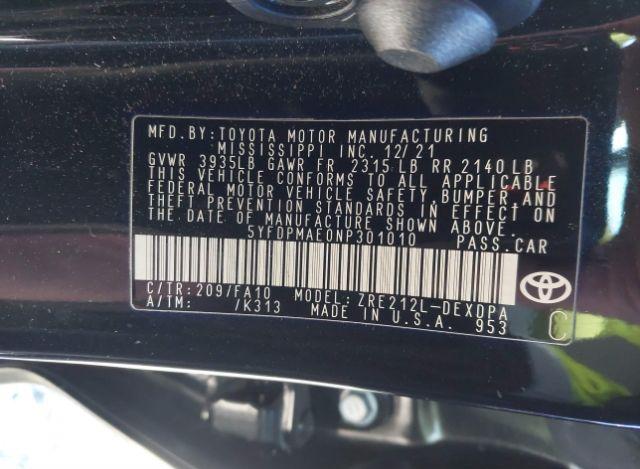 MFD.BY:TOYOTA MOTOR MANUFACTURING
MISSISSIPPI INC. 12/21
GVWR 3935LB GAWR FR 2315 LB RR 2140 LB
THIS VEHICLE CONFORMS TO ALL APPLICABLE
FEDERAL MOTOR VEHICLE SAFETY, BUMPER, AND
THEFT PREVENTION STANDARDS IN EFFECT ON
THE DATE OF MANUFACTURE SHOWN ABOVE.
5YFDPMAE0NP301010 PASS.CAR
C/TR:209/FA10 MODEL: ZRE212L-DEXDPA
A/TM: /K313 MADE IN U.S.A. 953 C